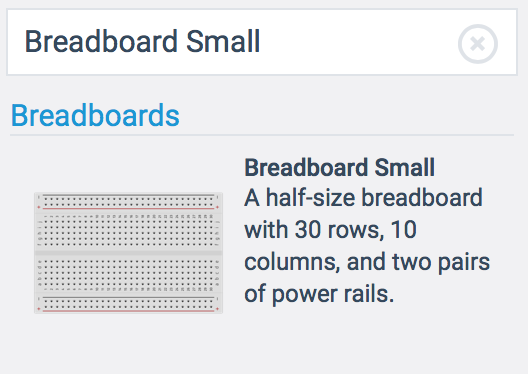 Breadboard Small
Breadboards
Breadboard Small
A half-size breadboard
with 30 rows, 10
columns, and two pairs
of power rails.